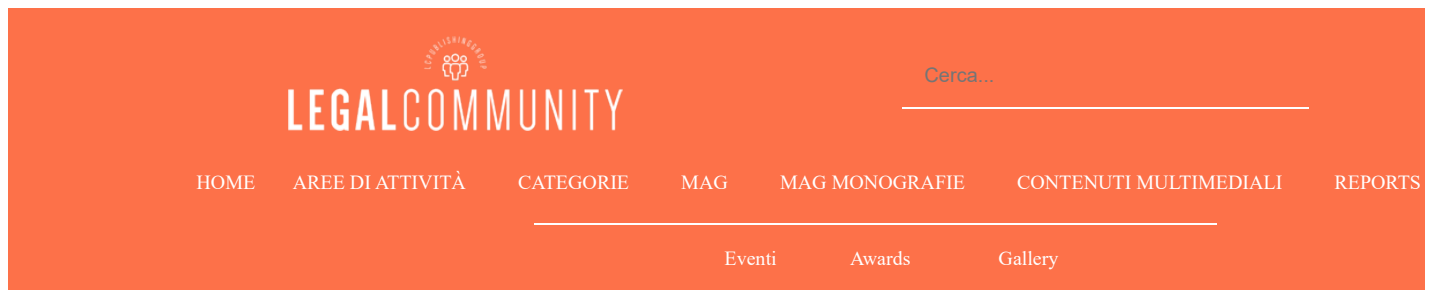 LCPUBLISHINGGROUP
LEGALCOMMUNITY
Cerca...
HOME AREE DI ATTIVITÀ CATEGORIE MAG MAG MONOGRAFIE CONTENUTI MULTIMEDIALI REPORTS
Eventi Awards Gallery